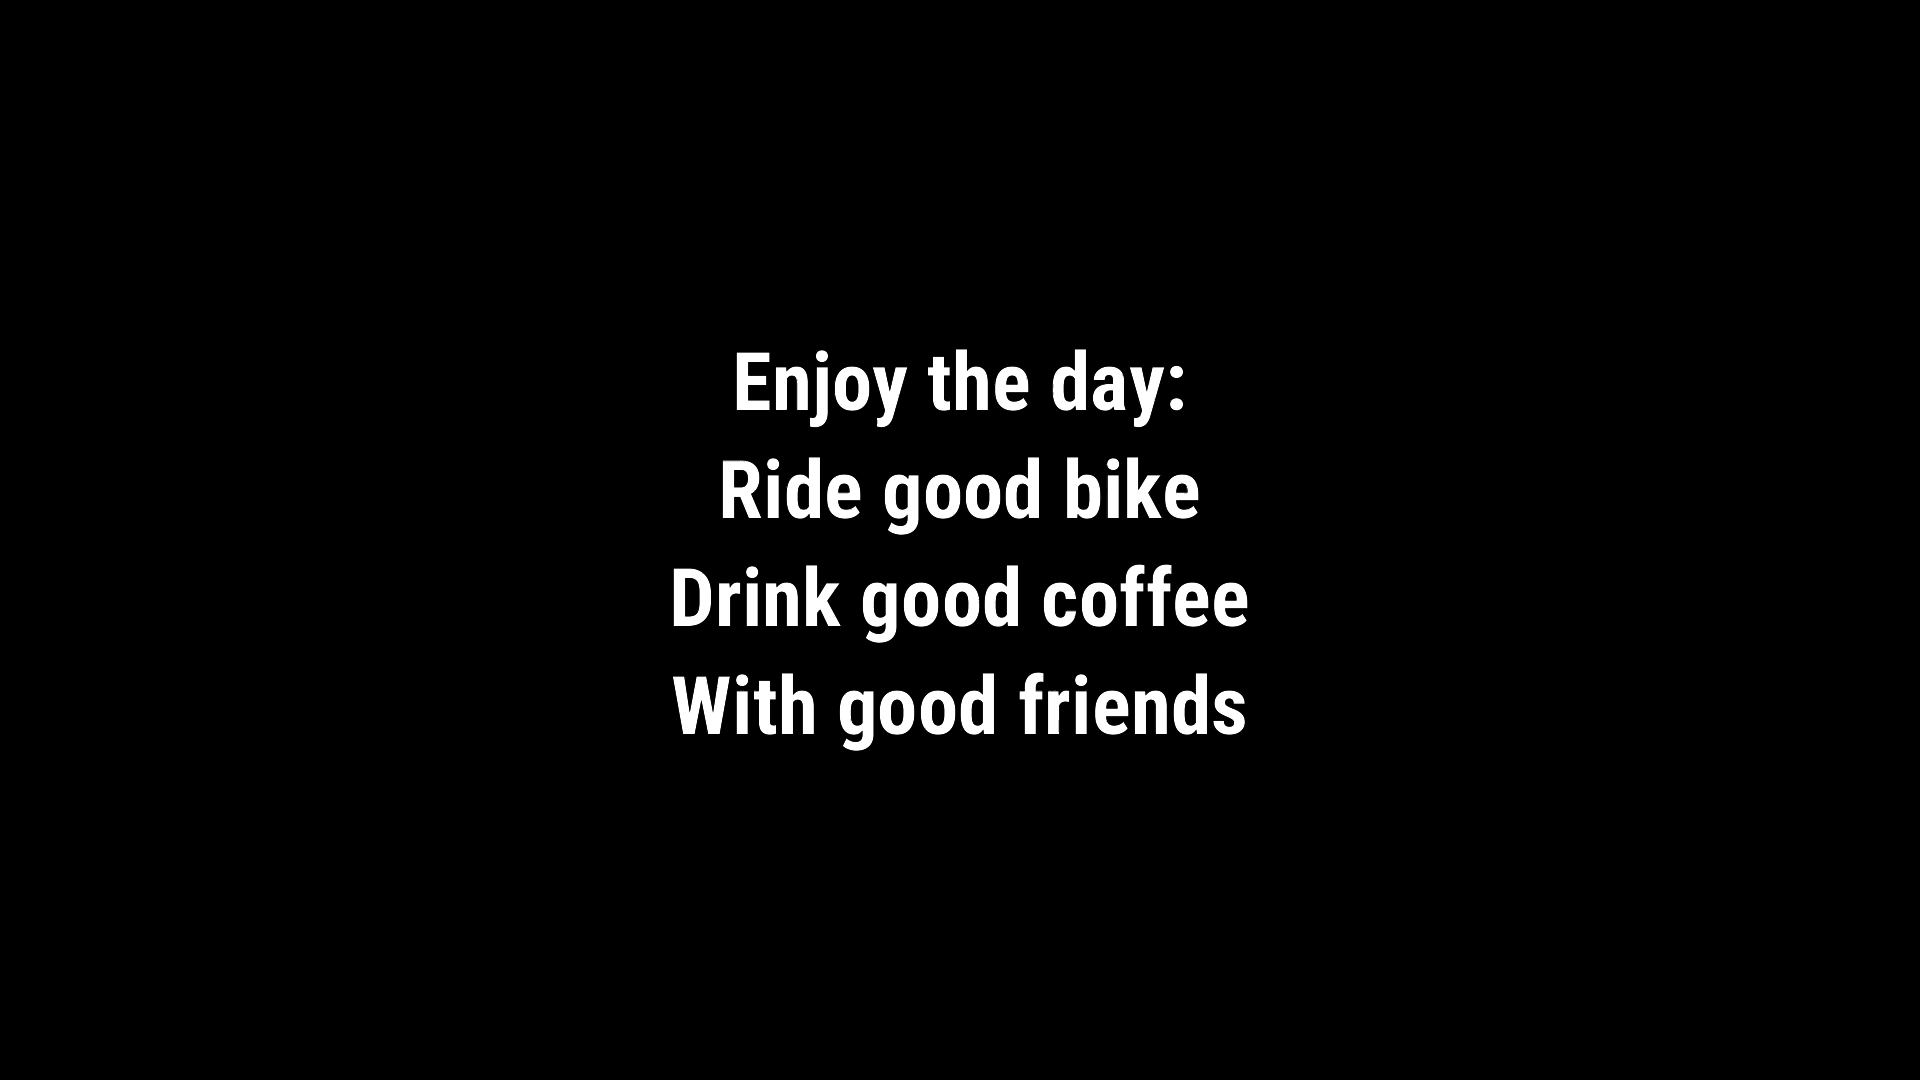 Enjoy the day:
Ride good bike
Drink good coffee
With good friends